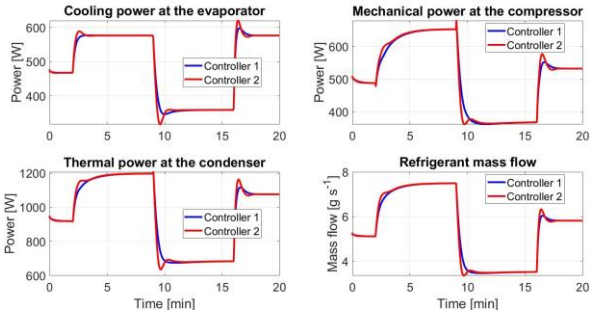 Cooling power at the evaporator
Power [W]
600
500
400
0
5
10
15
20
Controller 1
Controller 2
Mechanical power at the compressor
Power [W]
600
500
400
0
5
10
15
20
Controller 1
Controller 2
Thermal power at the condenser
Power [W]
1200
1000
800
600
0
5
10
15
20
Time [min]
Controller 1
Controller 2
Refrigerant mass flow
Mass flow [g s-1]
8
6
4
0
5
10
15
20
Time [min]
Controller 1
Controller 2